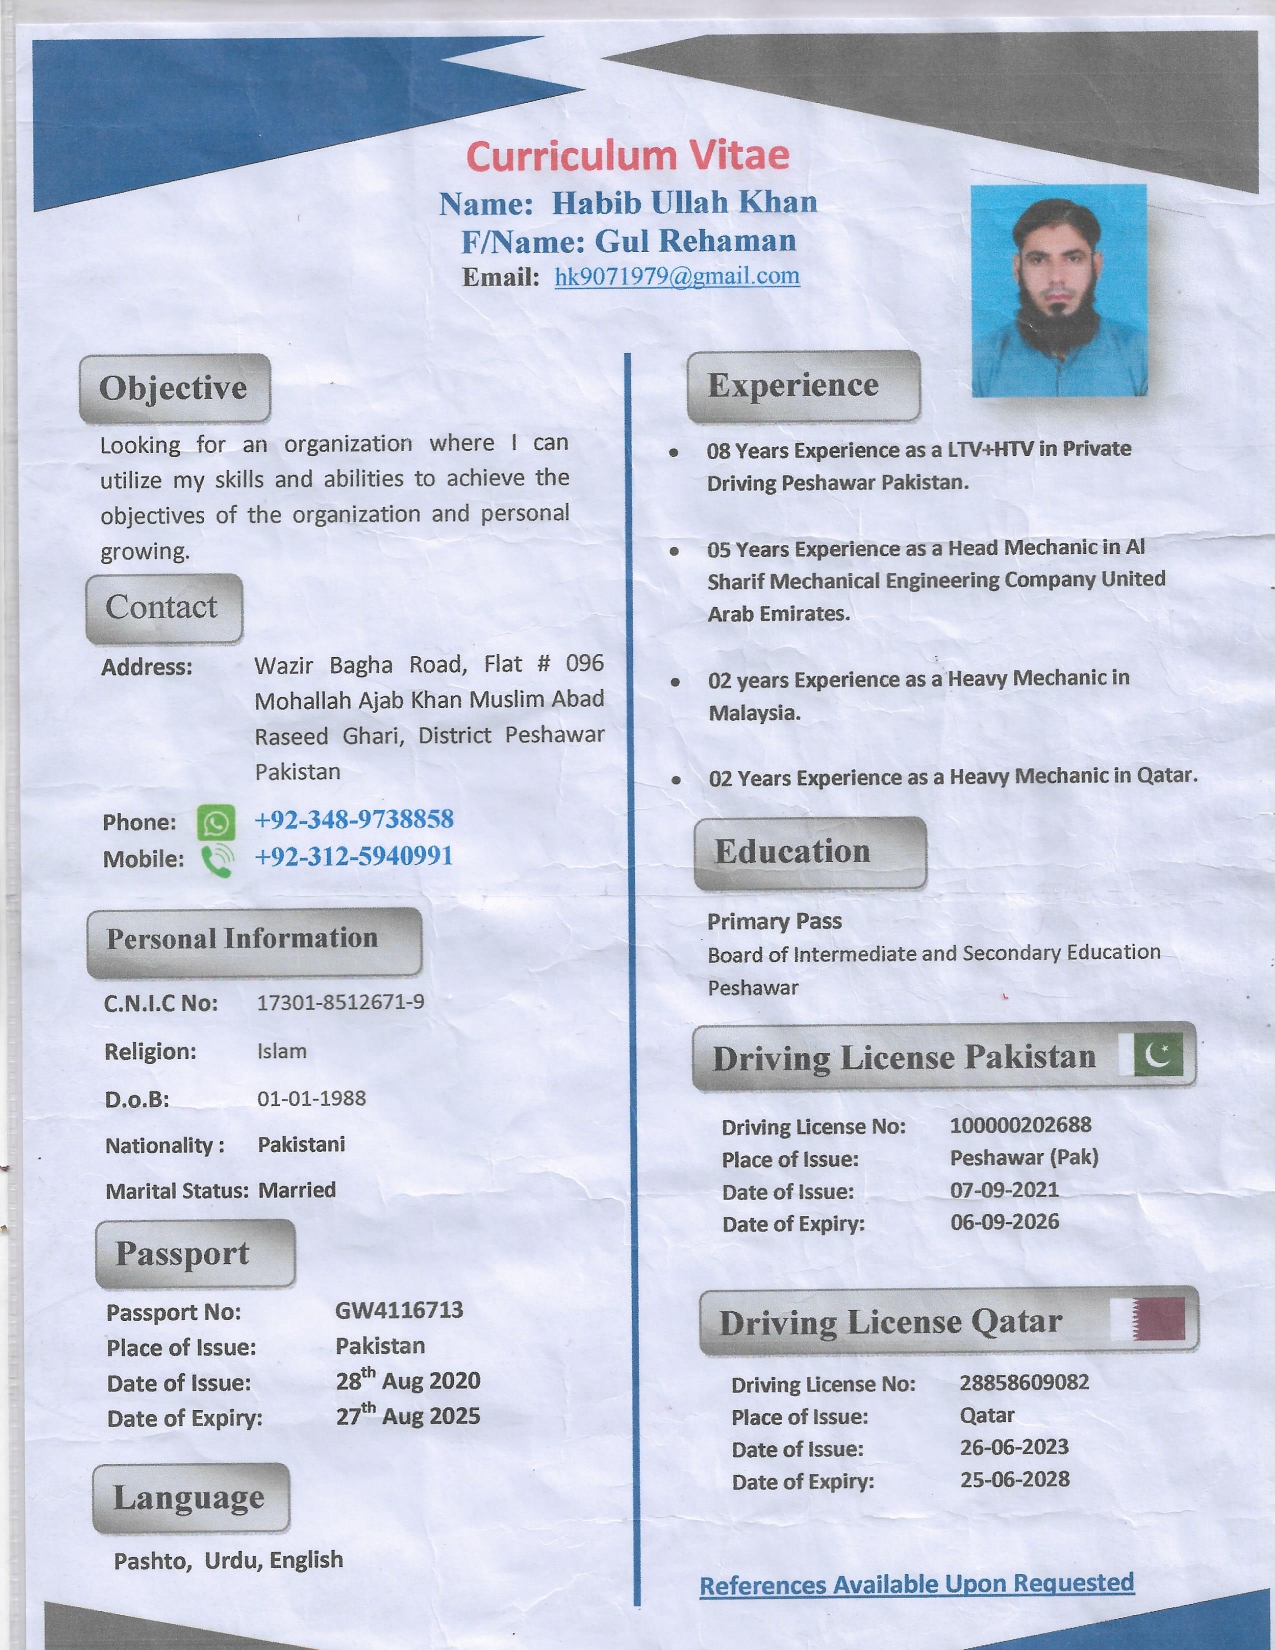 Curriculum Vitae
Name: Habib Ullah Khan
F/Name: Gul Rehaman
Email: hk9071979@gmail.com
Objective
Looking for an organization where I can
utilize my skills and abilities to achieve the
objectives of the organization and personal
growing.
Contact
Address: Wazir Bagha Road, Flat # 096
Mohallah Ajab Khan Muslim Abad
Raseed Ghari, District Peshawar
Pakistan
Phone: +92-348-9738858
Mobile: +92-312-5940991
Personal Information
C.N.I.C No: 17301-8512671-9
Religion: Islam
D.o.B: 01-01-1988
Nationality : Pakistani
Marital Status: Married
Passport
Passport No: GW4116713
Place of Issue: Pakistan
Date of Issue: 28th Aug 2020
Date of Expiry: 27th Aug 2025
Language
Pashto, Urdu, English
Experience
• 08 Years Experience as a LTV+HTV in Private
Driving Peshawar Pakistan.
• 05 Years Experience as a Head Mechanic in Al
Sharif Mechanical Engineering Company United
Arab Emirates.
• 02 years Experience as a Heavy Mechanic in
Malaysia.
• 02 Years Experience as a Heavy Mechanic in Qatar.
Education
Primary Pass
Board of Intermediate and Secondary Education
Peshawar
Driving License Pakistan
Driving License No: 100000202688
Place of Issue: Peshawar (Pak)
Date of Issue: 07-09-2021
Date of Expiry: 06-09-2026
Driving License Qatar
Driving License No: 28858609082
Place of Issue: Qatar
Date of Issue: 26-06-2023
Date of Expiry: 25-06-2028
References Available Upon Requested